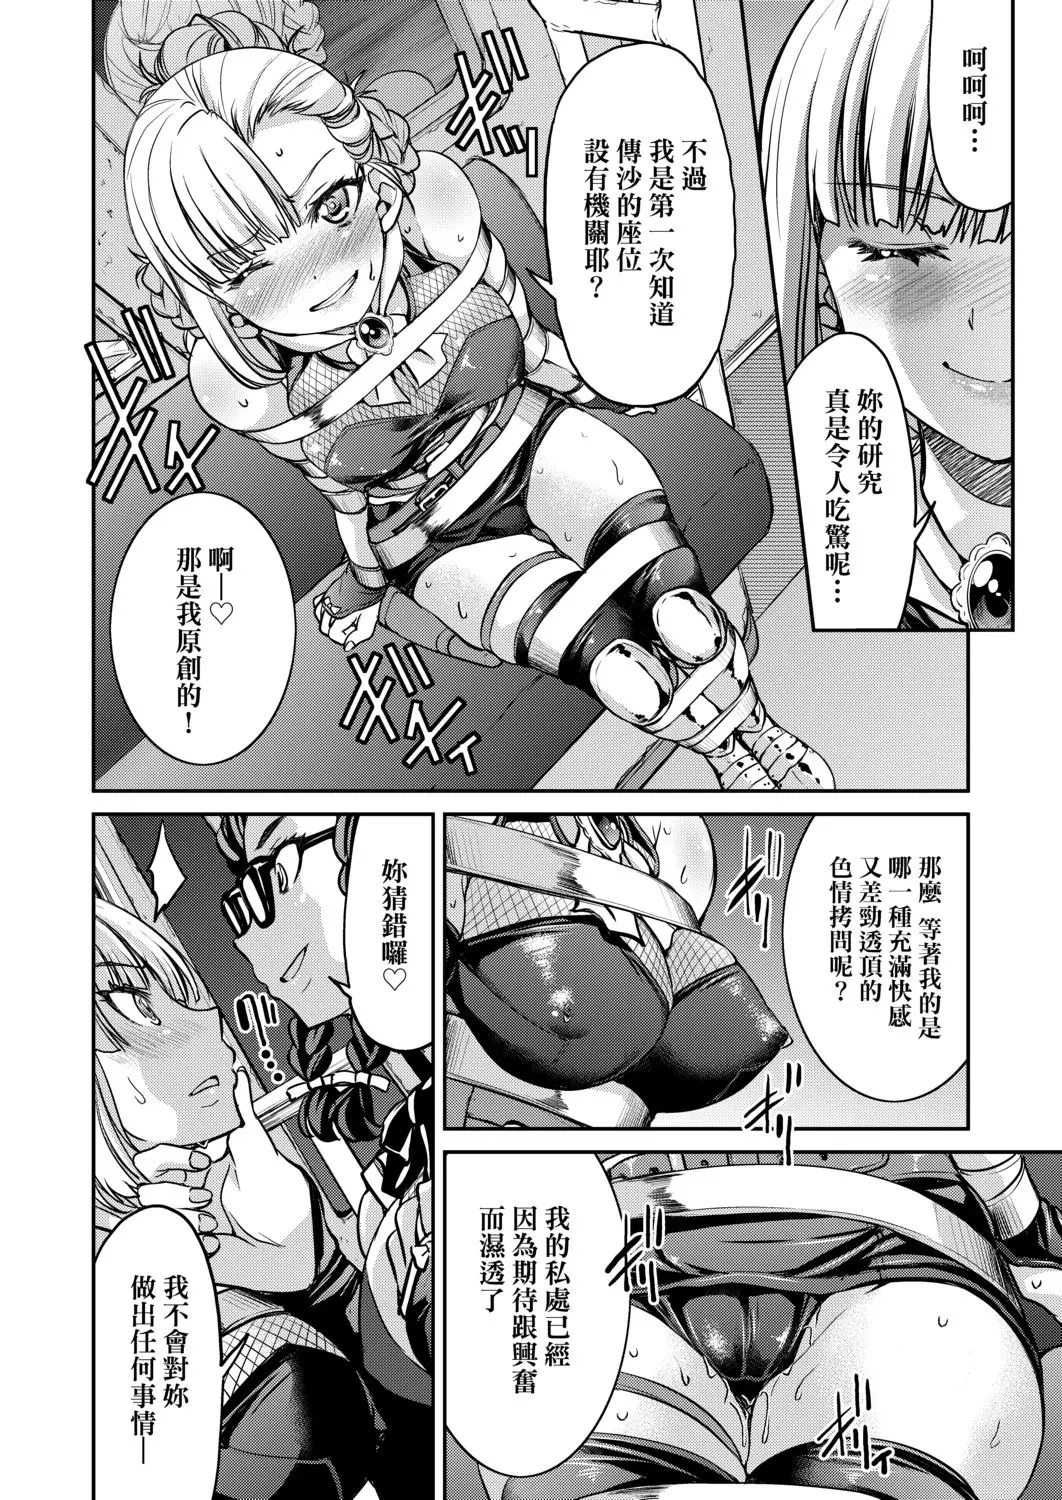 呵呵呵…
妳的研究
真是令人吃驚呢…
不過
我是第一次知道
傳沙的座位
設有機關耶？
啊—♡
那是我原創的！
那麼 等著我的是
哪一種充滿快感
又差勁透頂的
色情拷問呢？
妳猜錯囉♡
我的私處已經
因為期待跟興奮
而濕透了
我不會對妳
做出任何事情—